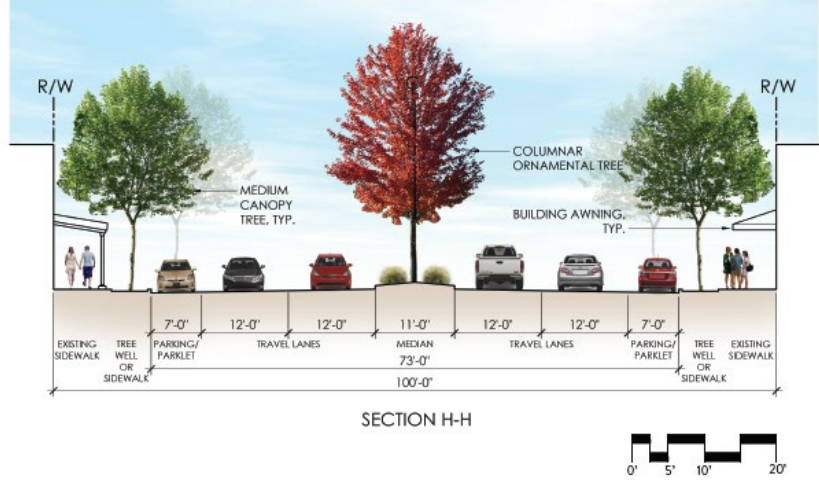 R/W
R/W
COLUMNAR
ORNAMENTAL TREE
MEDIUM
CANOPY
TREE, TYP.
BUILDING AWNING,
TYP.
7'-0"
12'-0"
12'-0"
11'-0"
12'-0"
12'-0"
7'-0"
EXISTING
SIDEWALK
TREE
WELL
OR
SIDEWALK
PARKING/
PARKLET
TRAVEL LANES
MEDIAN
TRAVEL LANES
PARKING/
PARKLET
TREE
WELL
OR
SIDEWALK
EXISTING
SIDEWALK
73'-0"
100'-0"
SECTION H-H
0'
5'
10'
20'